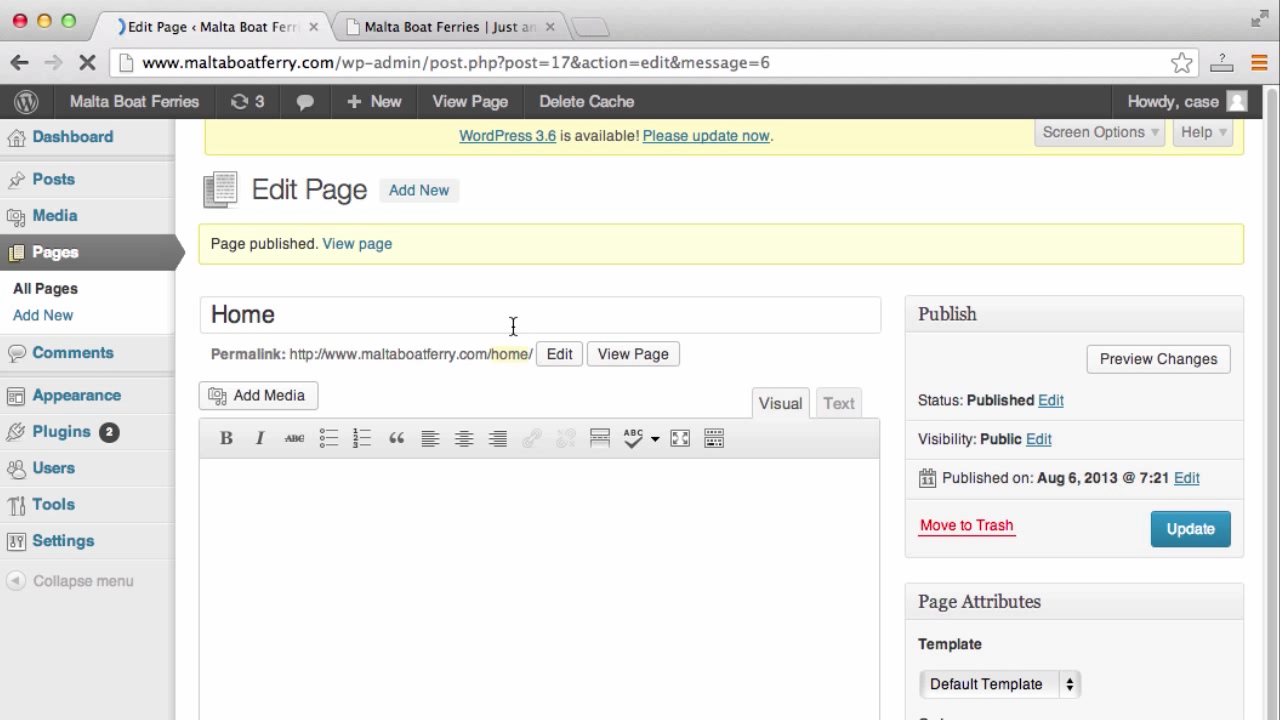 Edit Page ‹ Malta Boat Ferri
Malta Boat Ferries | Just an
www.maltaboatferry.com/wp-admin/post.php?post=17&action=edit&message=6
Malta Boat Ferries 3 + New View Page Delete Cache Howdy, case
WordPress 3.6 is available! Please update now.
Screen Options Help
Dashboard
Posts
Media
Pages
All Pages
Add New
Comments
Appearance
Plugins 2
Users
Tools
Settings
Collapse menu
Edit Page Add New
Page published. View page
Home
Permalink: http://www.maltaboatferry.com/home/ Edit View Page
Add Media
Visual Text
B I ABC ABC
Publish
Preview Changes
Status: Published Edit
Visibility: Public Edit
11 Published on: Aug 6, 2013 @ 7:21 Edit
Move to Trash Update
Page Attributes
Template
Default Template